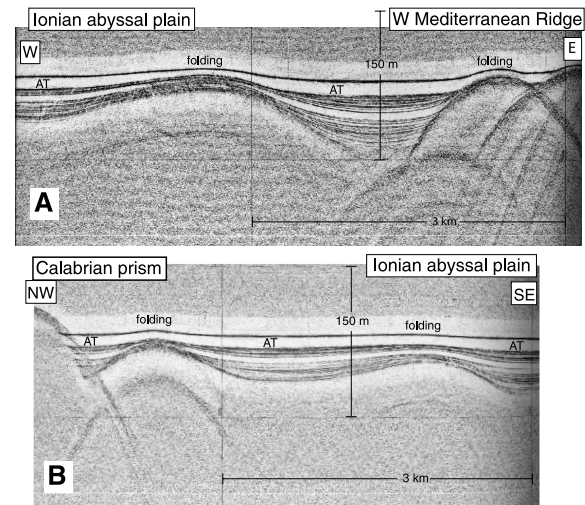 Ionian abyssal plain
W Mediterranean Ridge
W
E
folding
folding
150 m
AT
AT
A
3 km
Calabrian prism
Ionian abyssal plain
NW
SE
folding
150 m
folding
AT
AT
AT
B
3 km